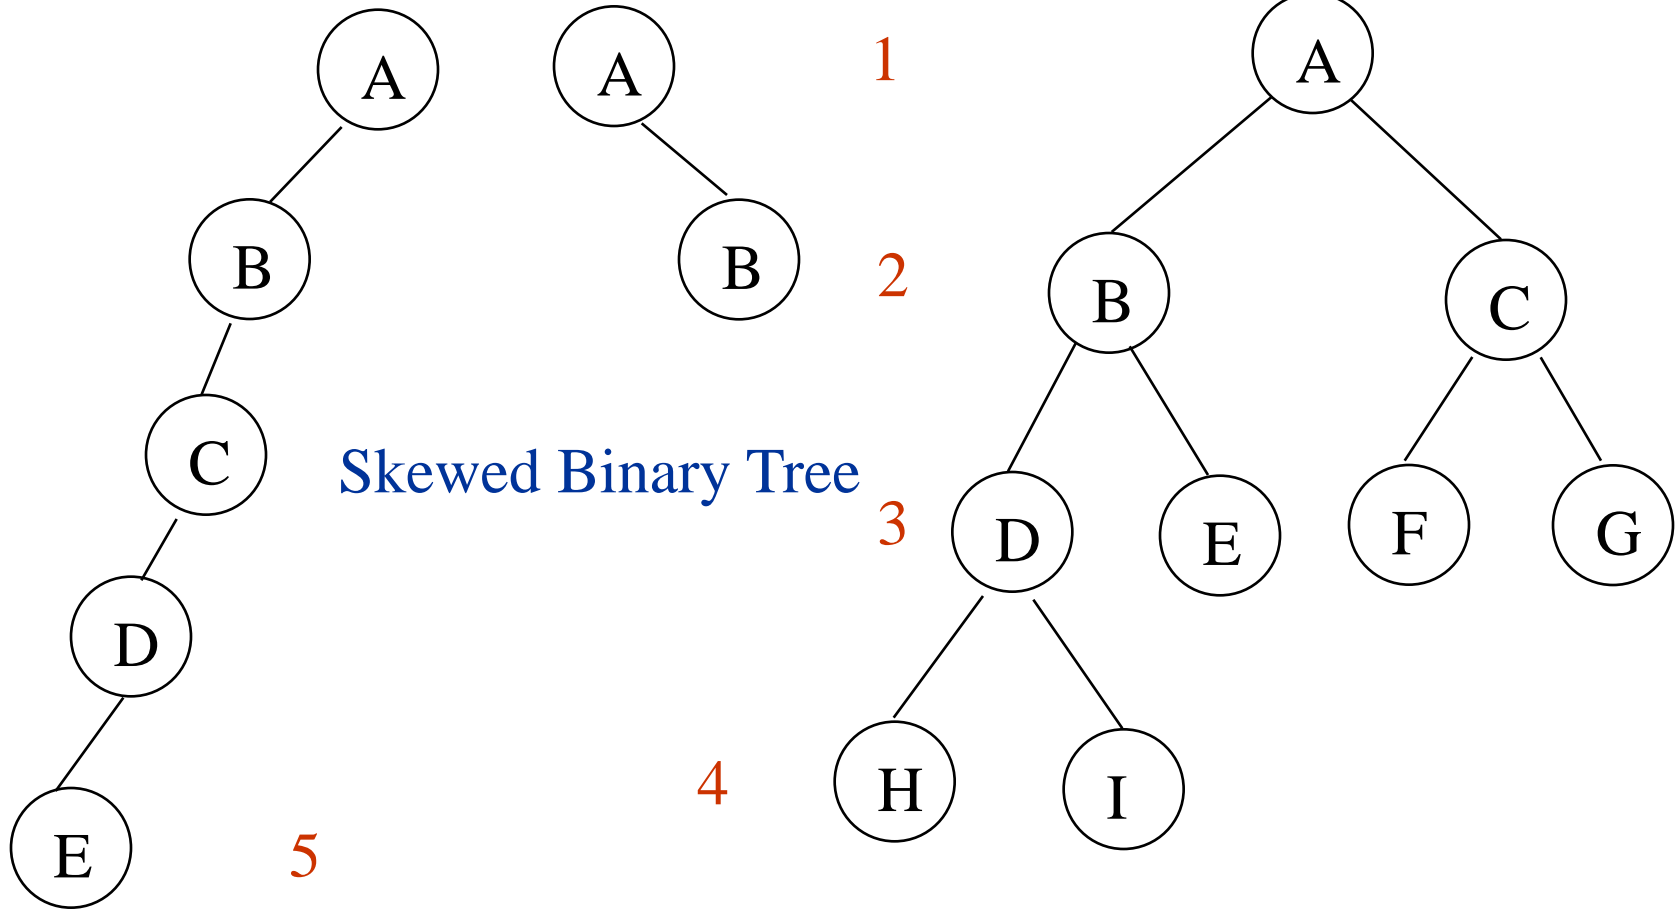 A A 1 A
B B 2 B C
C Skewed Binary Tree 3 D E F G
D
4 H I
E 5